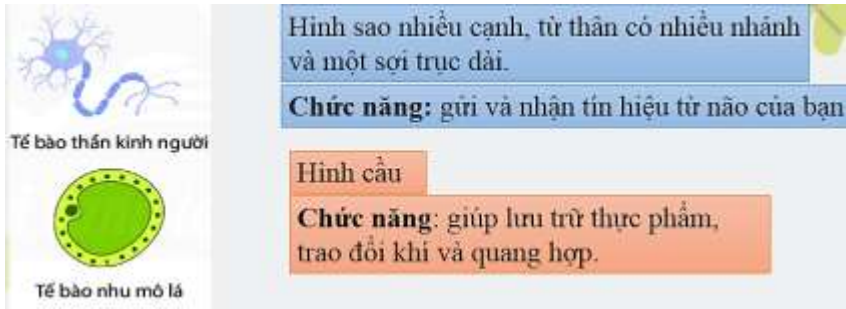 Hình sao nhiều cạnh, từ thân có nhiều nhánh
và một sợi trục dài.
Chức năng: gửi và nhận tín hiệu từ não của bạn
Tế bào thần kinh người
Hình cầu
Chức năng: giúp lưu trữ thực phẩm,
trao đổi khí và quang hợp.
Tế bào nhu mô lá